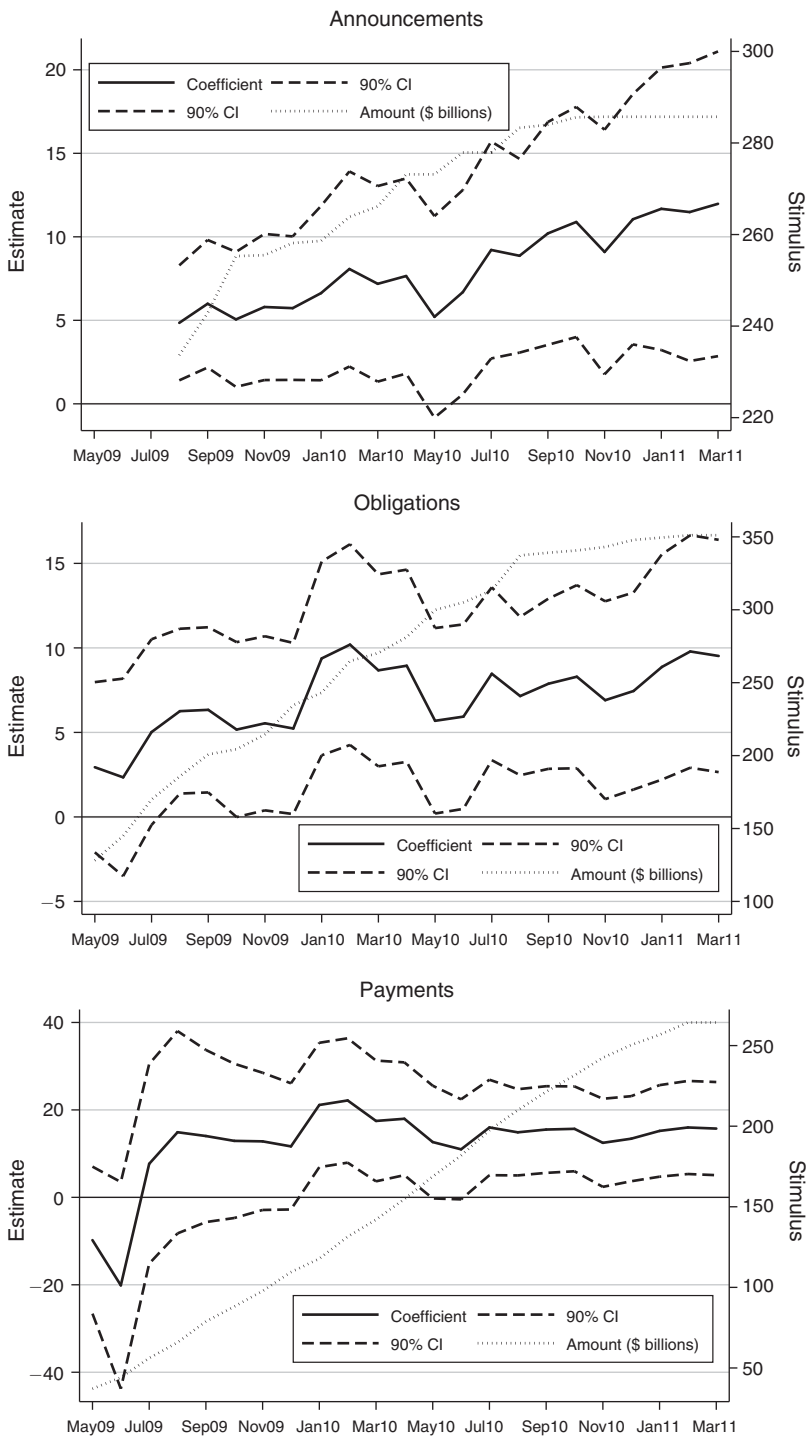 Announcements
20
15
10
5
0
Estimate
300
280
260
240
220
Stimulus
Coefficient
90% CI
90% CI
Amount ($ billions)
May09 Jul09 Sep09 Nov09 Jan10 Mar10 May10 Jul10 Sep10 Nov10 Jan11 Mar11
Obligations
15
10
5
0
−5
Estimate
350
300
250
200
150
100
Stimulus
Coefficient
90% CI
90% CI
Amount ($ billions)
May09 Jul09 Sep09 Nov09 Jan10 Mar10 May10 Jul10 Sep10 Nov10 Jan11 Mar11
Payments
40
20
0
−20
−40
Estimate
250
200
150
100
50
Stimulus
Coefficient
90% CI
90% CI
Amount ($ billions)
May09 Jul09 Sep09 Nov09 Jan10 Mar10 May10 Jul10 Sep10 Nov10 Jan11 Mar11